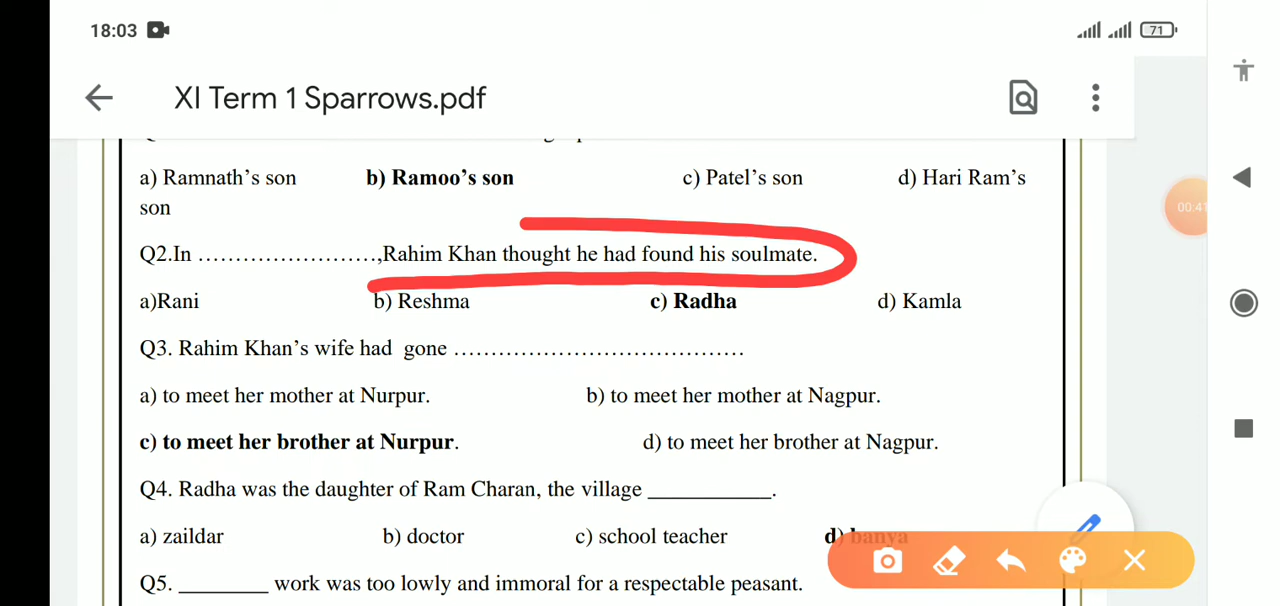 18:03
71
XI Term 1 Sparrows.pdf
a) Ramnath’s son b) Ramoo’s son c) Patel’s son d) Hari Ram’s
son
00:41
Q2.In ……………………,Rahim Khan thought he had found his soulmate.
a)Rani b) Reshma c) Radha d) Kamla
Q3. Rahim Khan’s wife had gone …………………………………
a) to meet her mother at Nurpur. b) to meet her mother at Nagpur.
c) to meet her brother at Nurpur. d) to meet her brother at Nagpur.
Q4. Radha was the daughter of Ram Charan, the village ___________.
a) zaildar b) doctor c) school teacher d) banya
Q5. ________ work was too lowly and immoral for a respectable peasant.